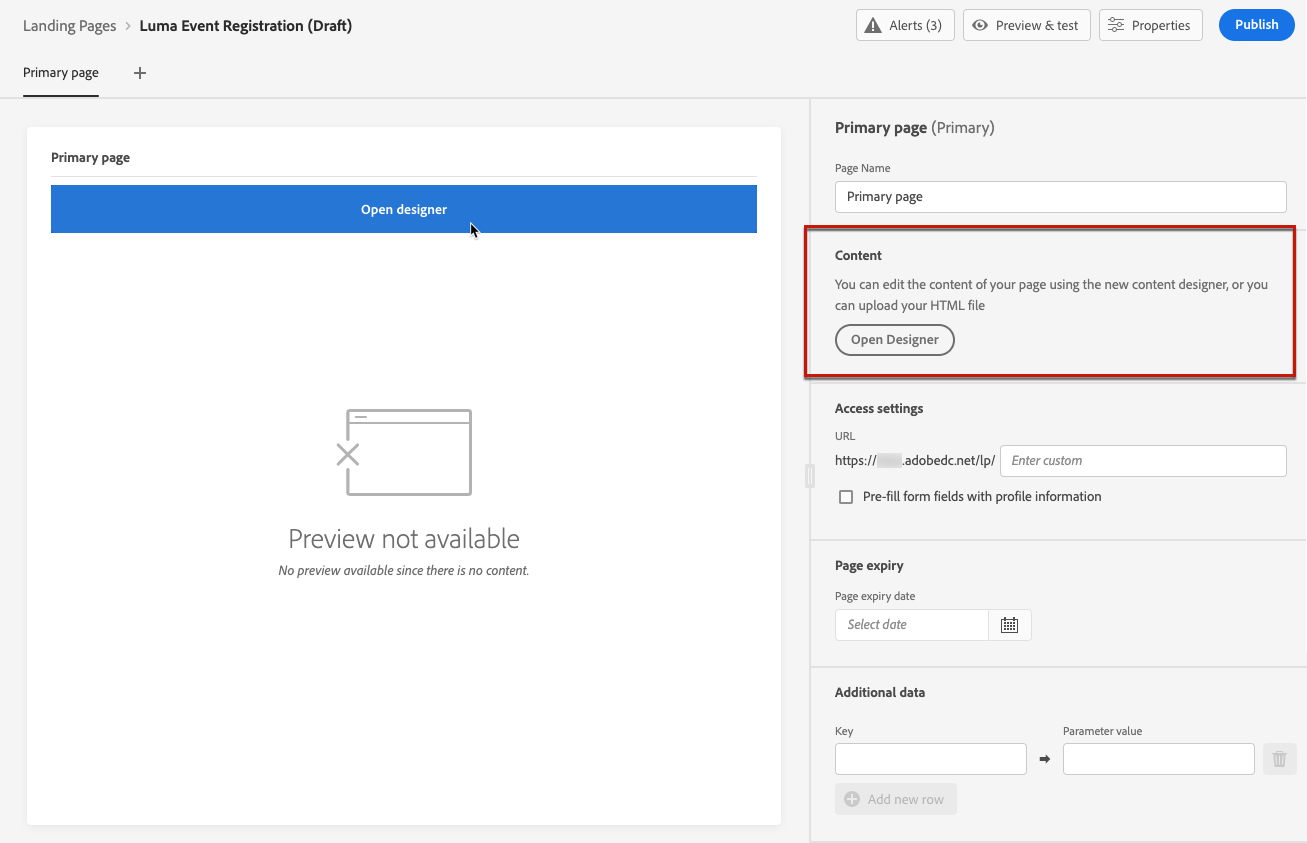 Landing Pages > Luma Event Registration (Draft)
Alerts (3)
Preview & test
Properties
Publish
Primary page
Primary page
Open designer
Preview not available
No preview available since there is no content.
Primary page (Primary)
Page Name
Primary page
Content
You can edit the content of your page using the new content designer, or you
can upload your HTML file
Open Designer
Access settings
URL
https:// .adobedc.net/lp/ Enter custom
Pre-fill form fields with profile information
Page expiry
Page expiry date
Select date
Additional data
Key
Parameter value
Add new row